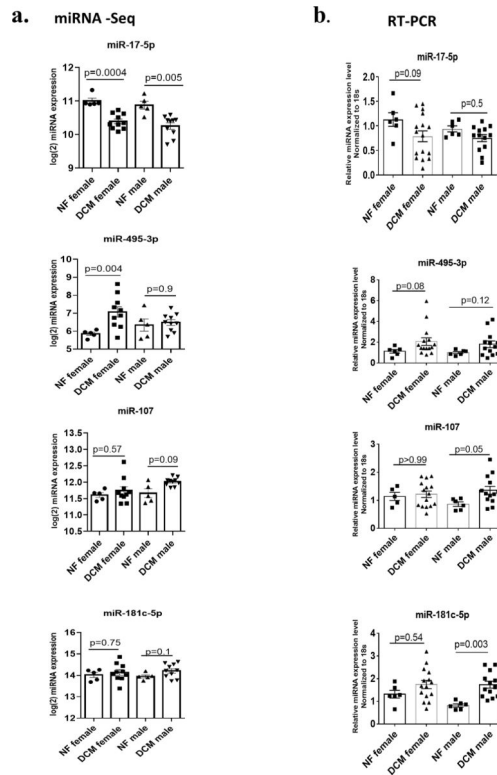 a. miRNA -Seq
miR-17-5p
log(2) miRNA expression
12
11
10
p=0.0004
p=0.005
NF female
DCM female
NF male
DCM male
miR-495-3p
log(2) miRNA expression
9
8
7
6
5
p=0.004
p=0.9
NF female
DCM female
NF male
DCM male
miR-107
log(2) miRNA expression
13.5
13.0
12.5
12.0
11.5
11.0
10.5
p=0.57
p=0.09
NF female
DCM female
NF male
DCM male
miR-181c-5p
log(2) miRNA expression
16
15
14
13
12
p=0.75
p=0.1
NF female
DCM female
NF male
DCM male
b. RT-PCR
miR-17-5p
Relative miRNA expression level
Normalized to 18s
2.0
1.5
1.0
0.5
0.0
p=0.09
p=0.5
NF female
DCM female
NF male
DCM male
miR-495-3p
Relative miRNA expression level
Normalized to 18s
8
6
4
2
0
p=0.08
p=0.12
NF female
DCM female
NF male
DCM male
miR-107
Relative miRNA expression level
Normalized to 18s
3
2
1
0
p>0.99
p=0.05
NF female
DCM female
NF male
DCM male
miR-181c-5p
Relative miRNA expression level
Normalized to 18s
4
3
2
1
0
p=0.54
p=0.003
NF female
DCM female
NF male
DCM male